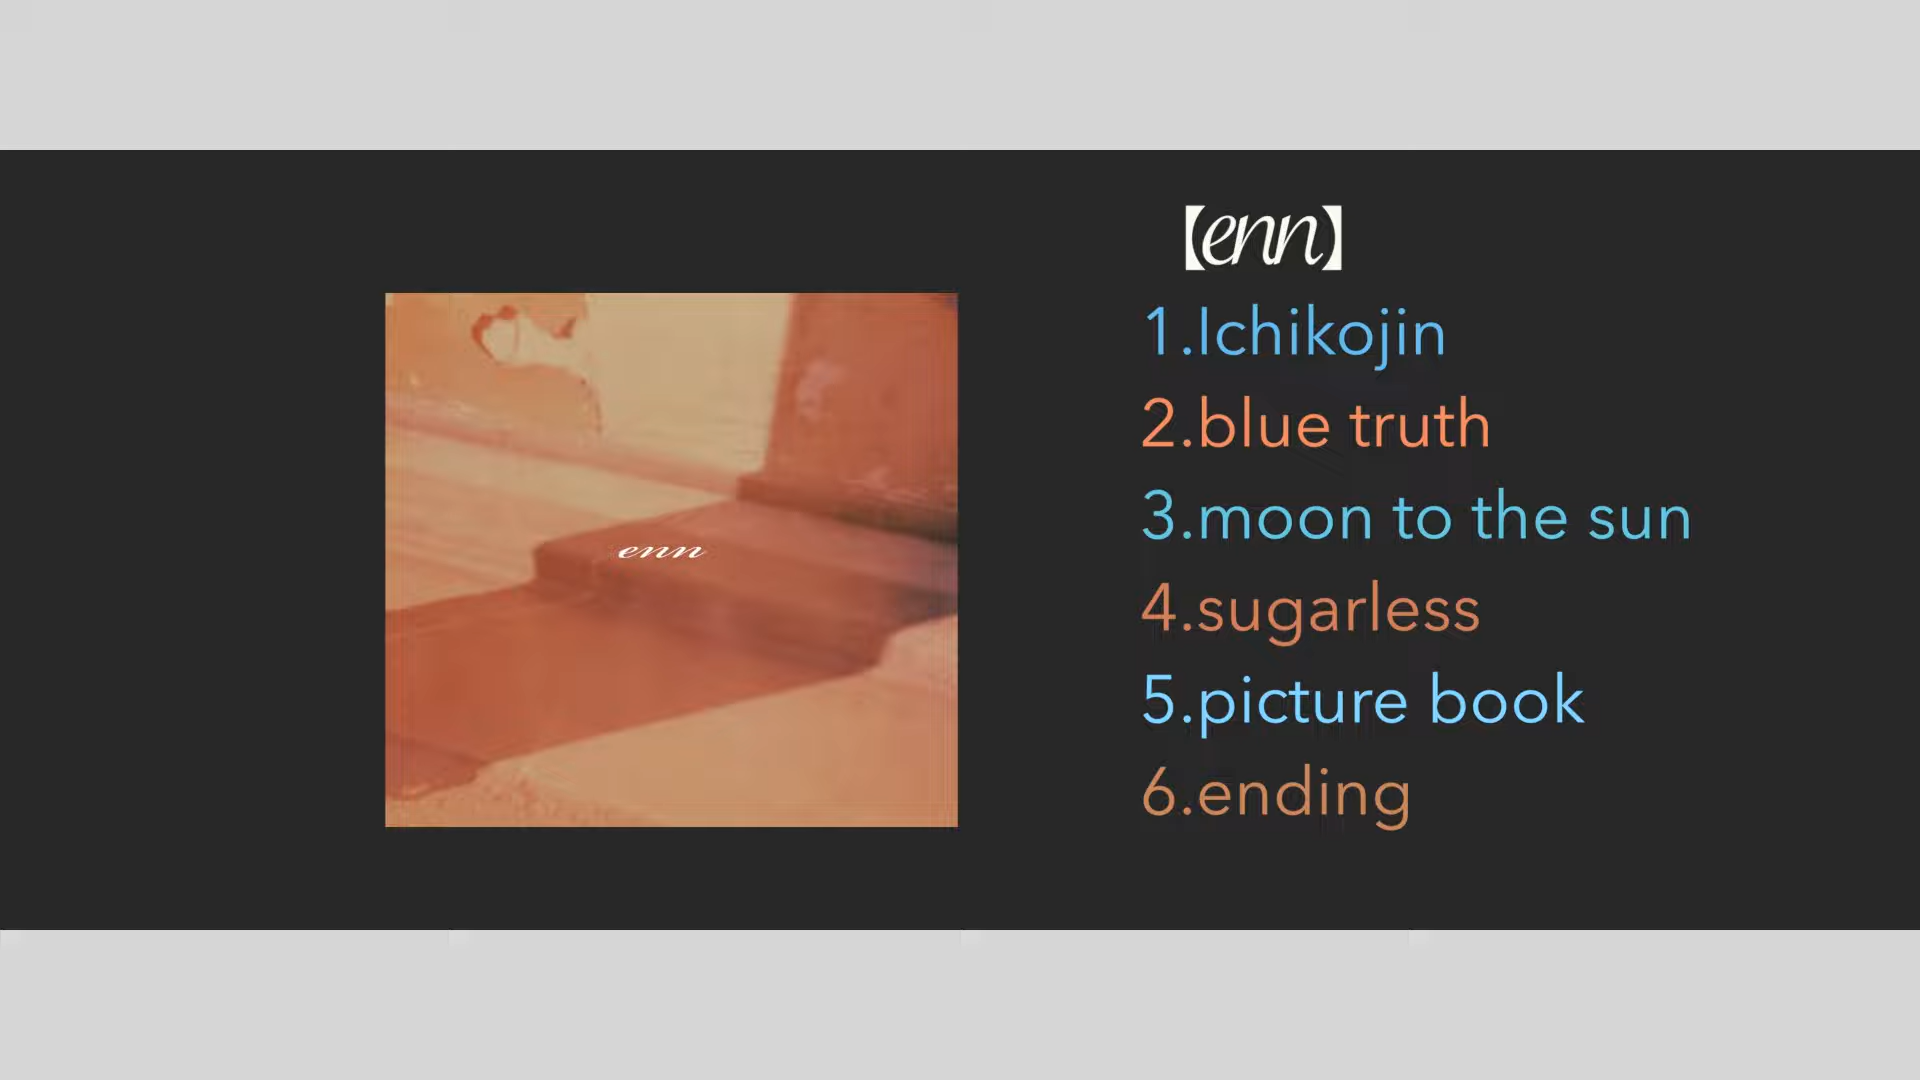 【enn】
enn
1.Ichikojin
2.blue truth
3.moon to the sun
4.sugarless
5.picture book
6.ending